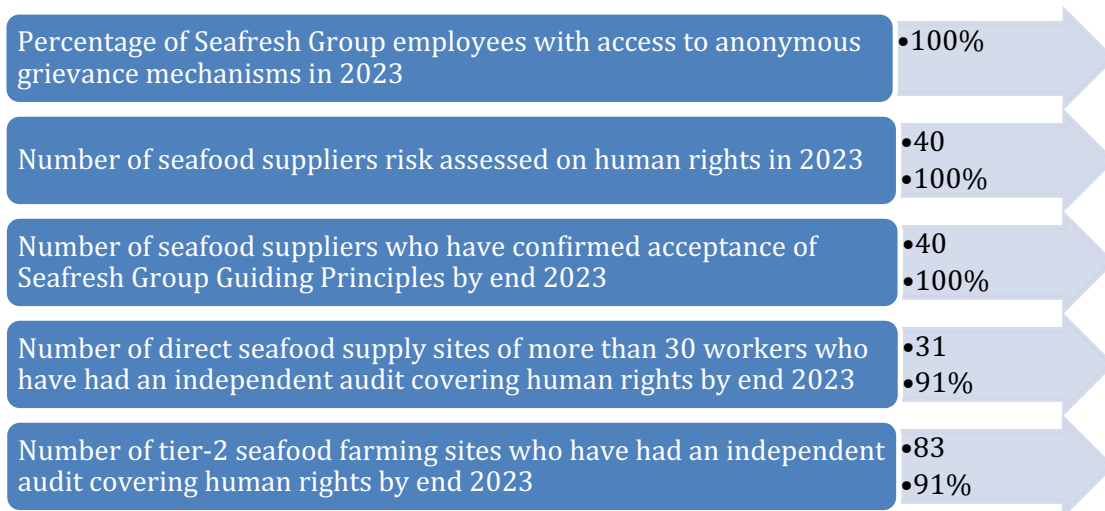 Percentage of Seafresh Group employees with access to anonymous
grievance mechanisms in 2023
•100%
Number of seafood suppliers risk assessed on human rights in 2023
•40
•100%
Number of seafood suppliers who have confirmed acceptance of
Seafresh Group Guiding Principles by end 2023
•40
•100%
Number of direct seafood supply sites of more than 30 workers who
have had an independent audit covering human rights by end 2023
•31
•91%
Number of tier-2 seafood farming sites who have had an independent
audit covering human rights by end 2023
•83
•91%